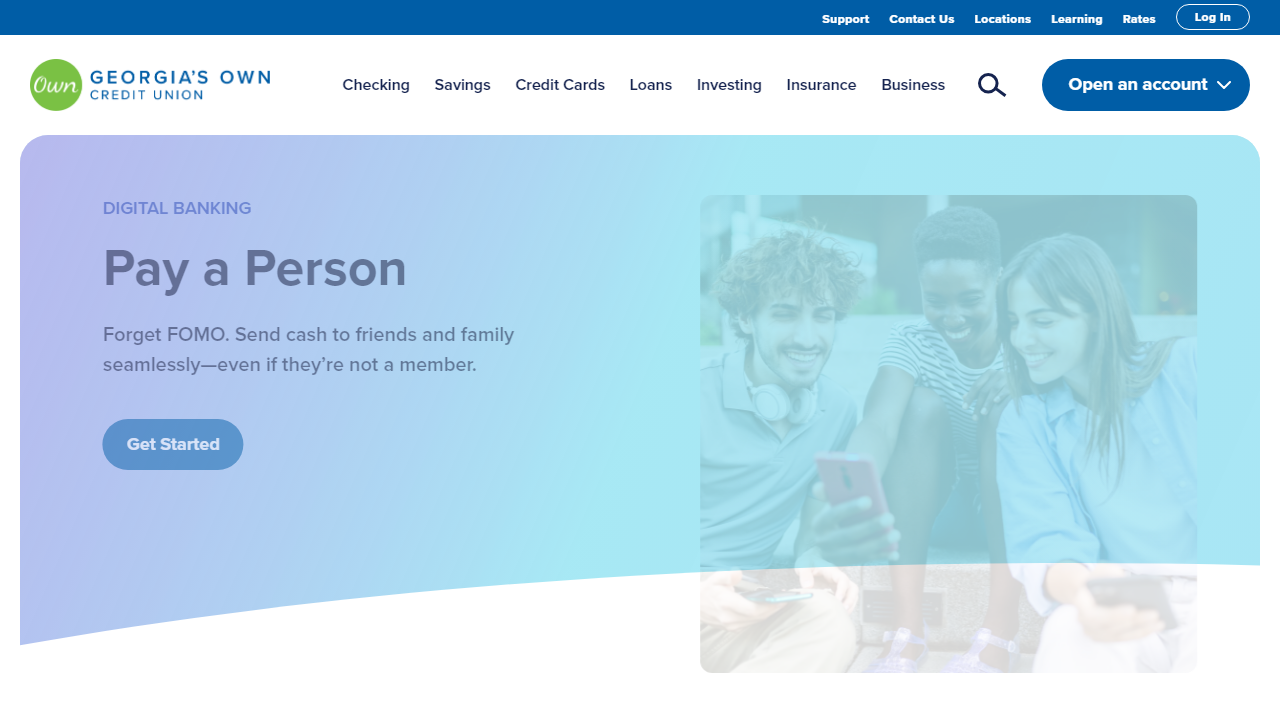 Support Contact Us Locations Learning Rates Log In
Own GEORGIA'S OWN
CREDIT UNION
Checking Savings Credit Cards Loans Investing Insurance Business Open an account
DIGITAL BANKING
Pay a Person
Forget FOMO. Send cash to friends and family
seamlessly—even if they’re not a member.
Get Started